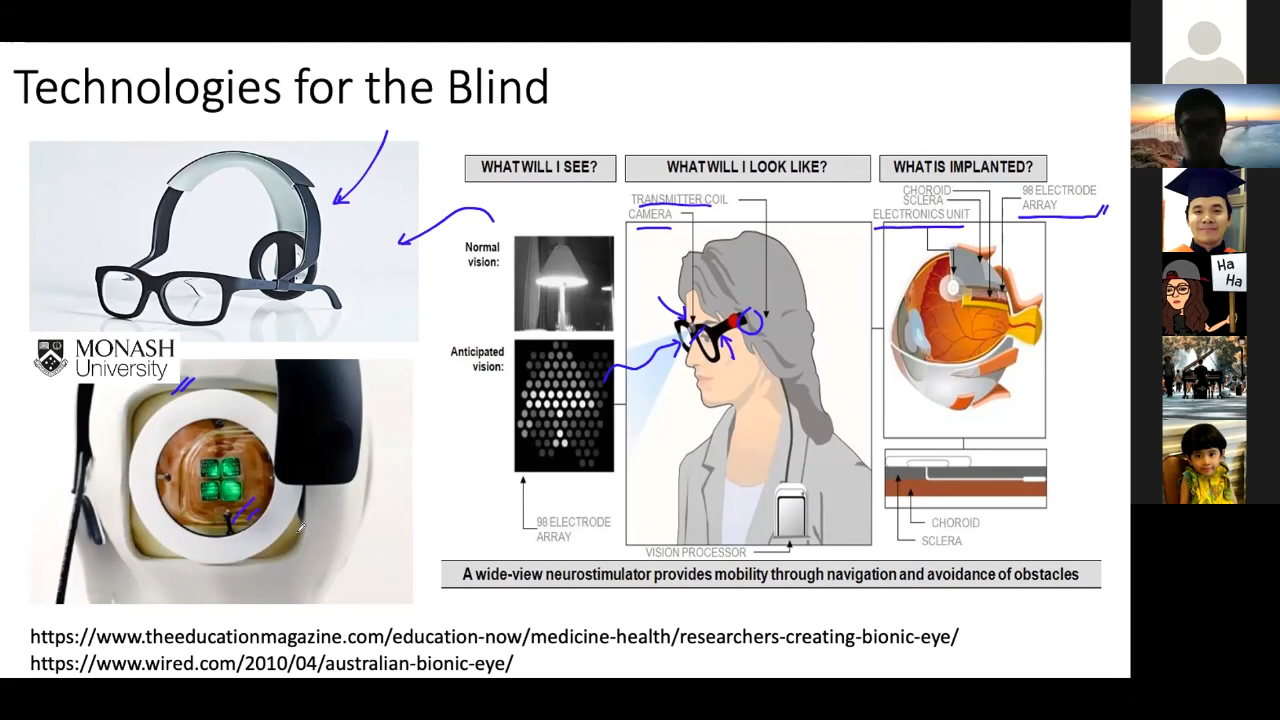 Technologies for the Blind
MONASH
University
WHAT WILL I SEE?
WHAT WILL I LOOK LIKE?
WHAT IS IMPLANTED?
TRANSMITTER COIL
CAMERA
CHOROID
SCLERA
ELECTRONICS UNIT
98 ELECTRODE
ARRAY
Normal
vision:
Anticipated
vision:
98 ELECTRODE
ARRAY
VISION PROCESSOR
CHOROID
SCLERA
A wide-view neurostimulator provides mobility through navigation and avoidance of obstacles
https://www.theeducationmagazine.com/education-now/medicine-health/researchers-creating-bionic-eye/
https://www.wired.com/2010/04/australian-bionic-eye/
Ha
Ha